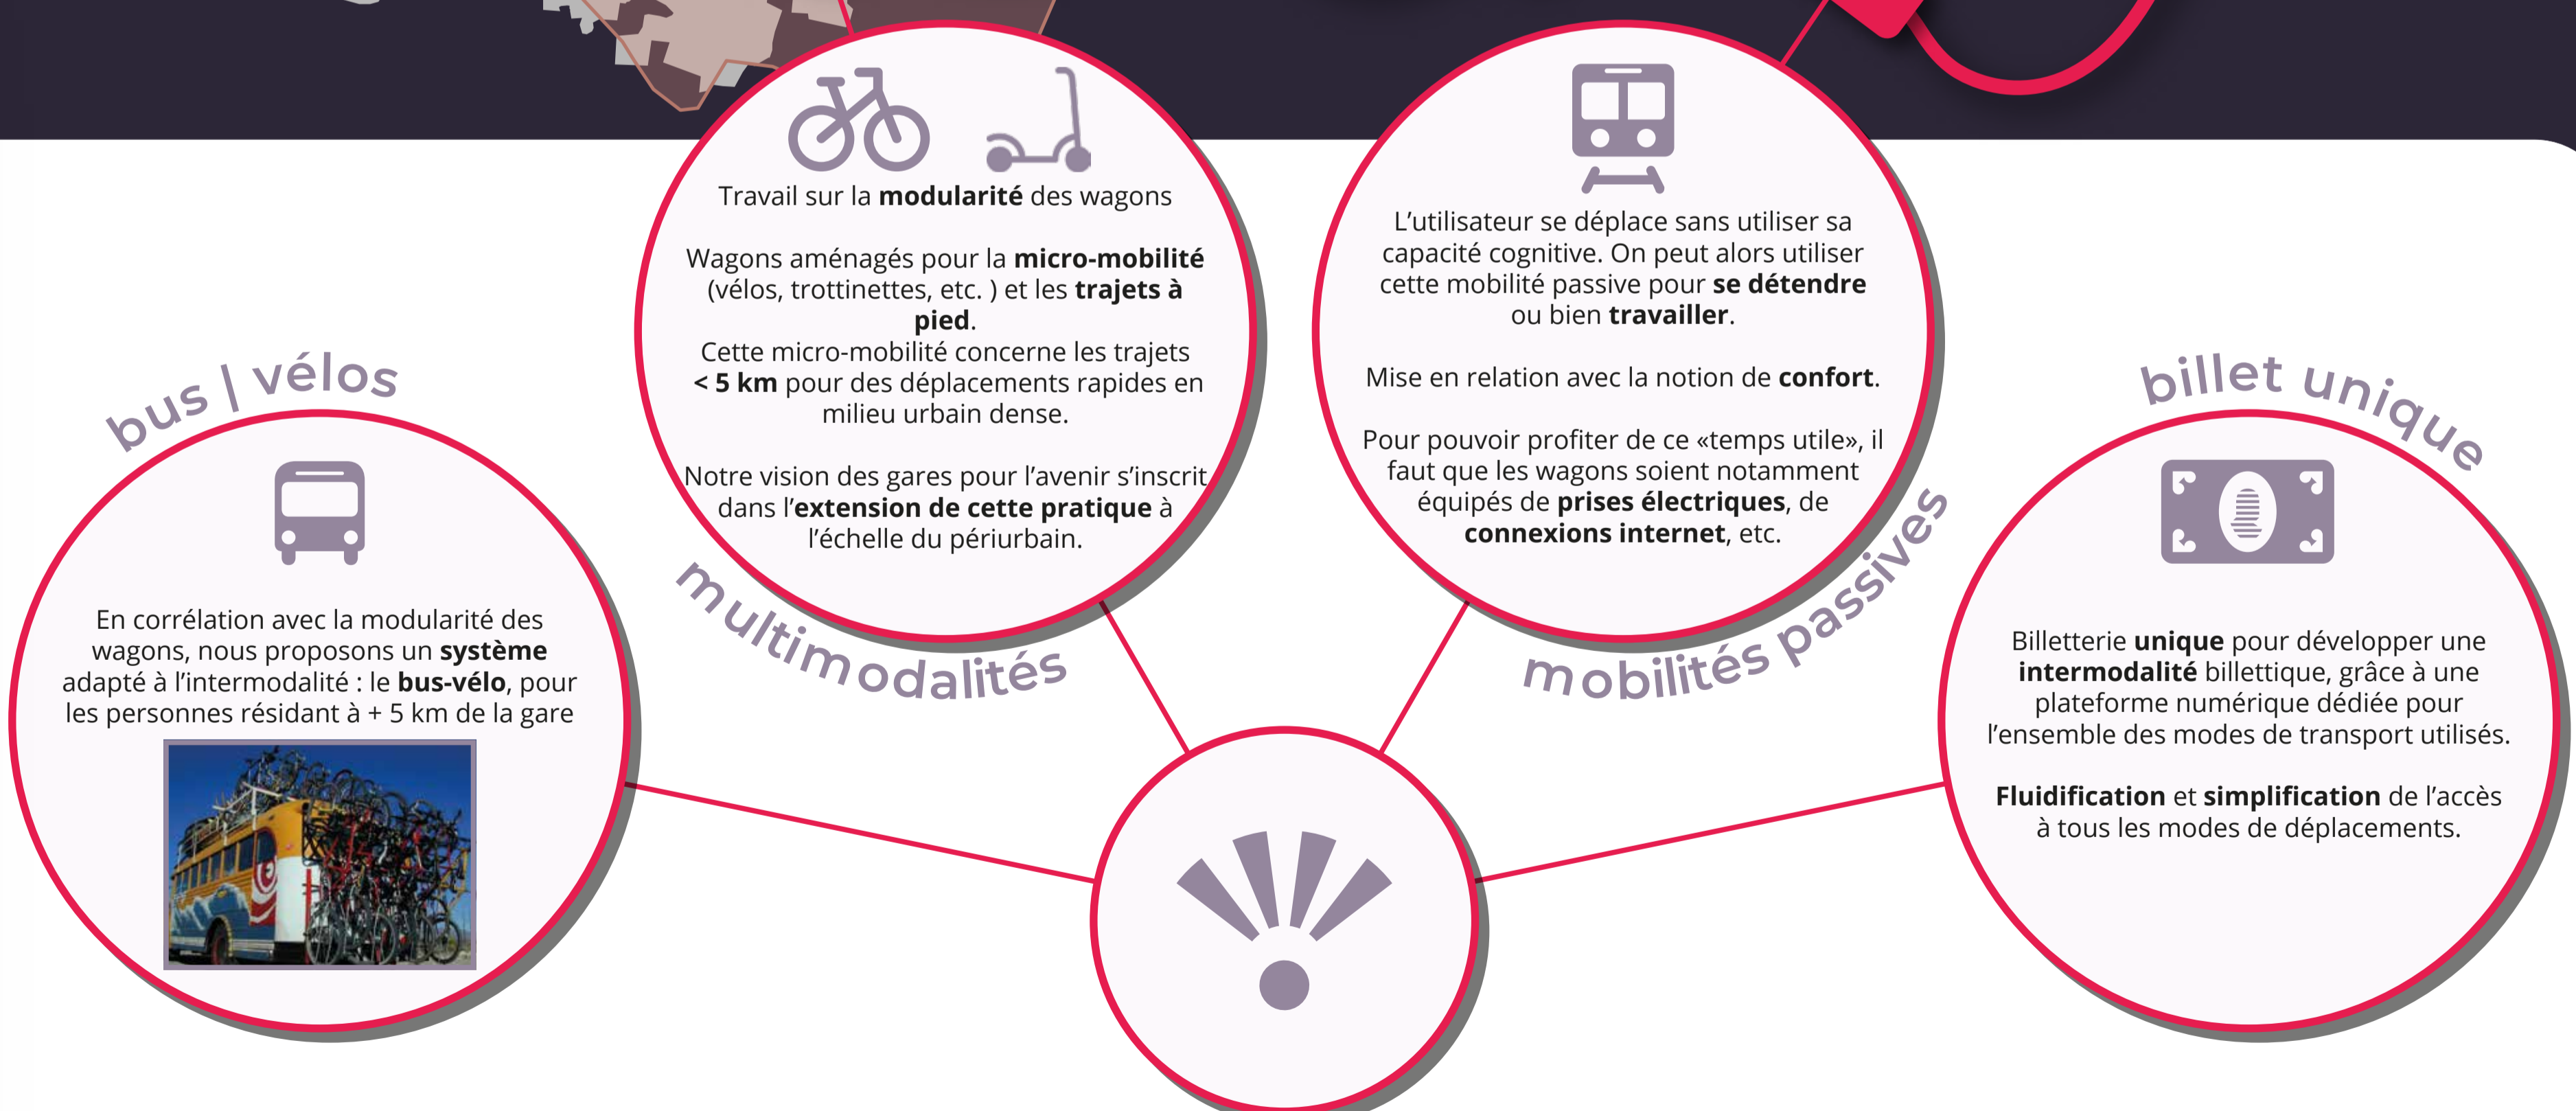 bus | vélos
En corrélation avec la modularité des
wagons, nous proposons un système
adapté à l'intermodalité : le bus-vélo, pour
les personnes résidant à + 5 km de la gare
Travail sur la modularité des wagons
Wagons aménagés pour la micro-mobilité
(vélos, trottinettes, etc. ) et les trajets à
pied.
Cette micro-mobilité concerne les trajets
< 5 km pour des déplacements rapides en
milieu urbain dense.
Notre vision des gares pour l'avenir s'inscrit
dans l'extension de cette pratique à
l'échelle du périurbain.
multimodalités
L'utilisateur se déplace sans utiliser sa
capacité cognitive. On peut alors utiliser
cette mobilité passive pour se détendre
ou bien travailler.
Mise en relation avec la notion de confort.
Pour pouvoir profiter de ce «temps utile», il
faut que les wagons soient notamment
équipés de prises électriques, de
connexions internet, etc.
mobilités passives
billet unique
Billetterie unique pour développer une
intermodalité billettique, grâce à une
plateforme numérique dédiée pour
l'ensemble des modes de transport utilisés.
Fluidification et simplification de l'accès
à tous les modes de déplacements.